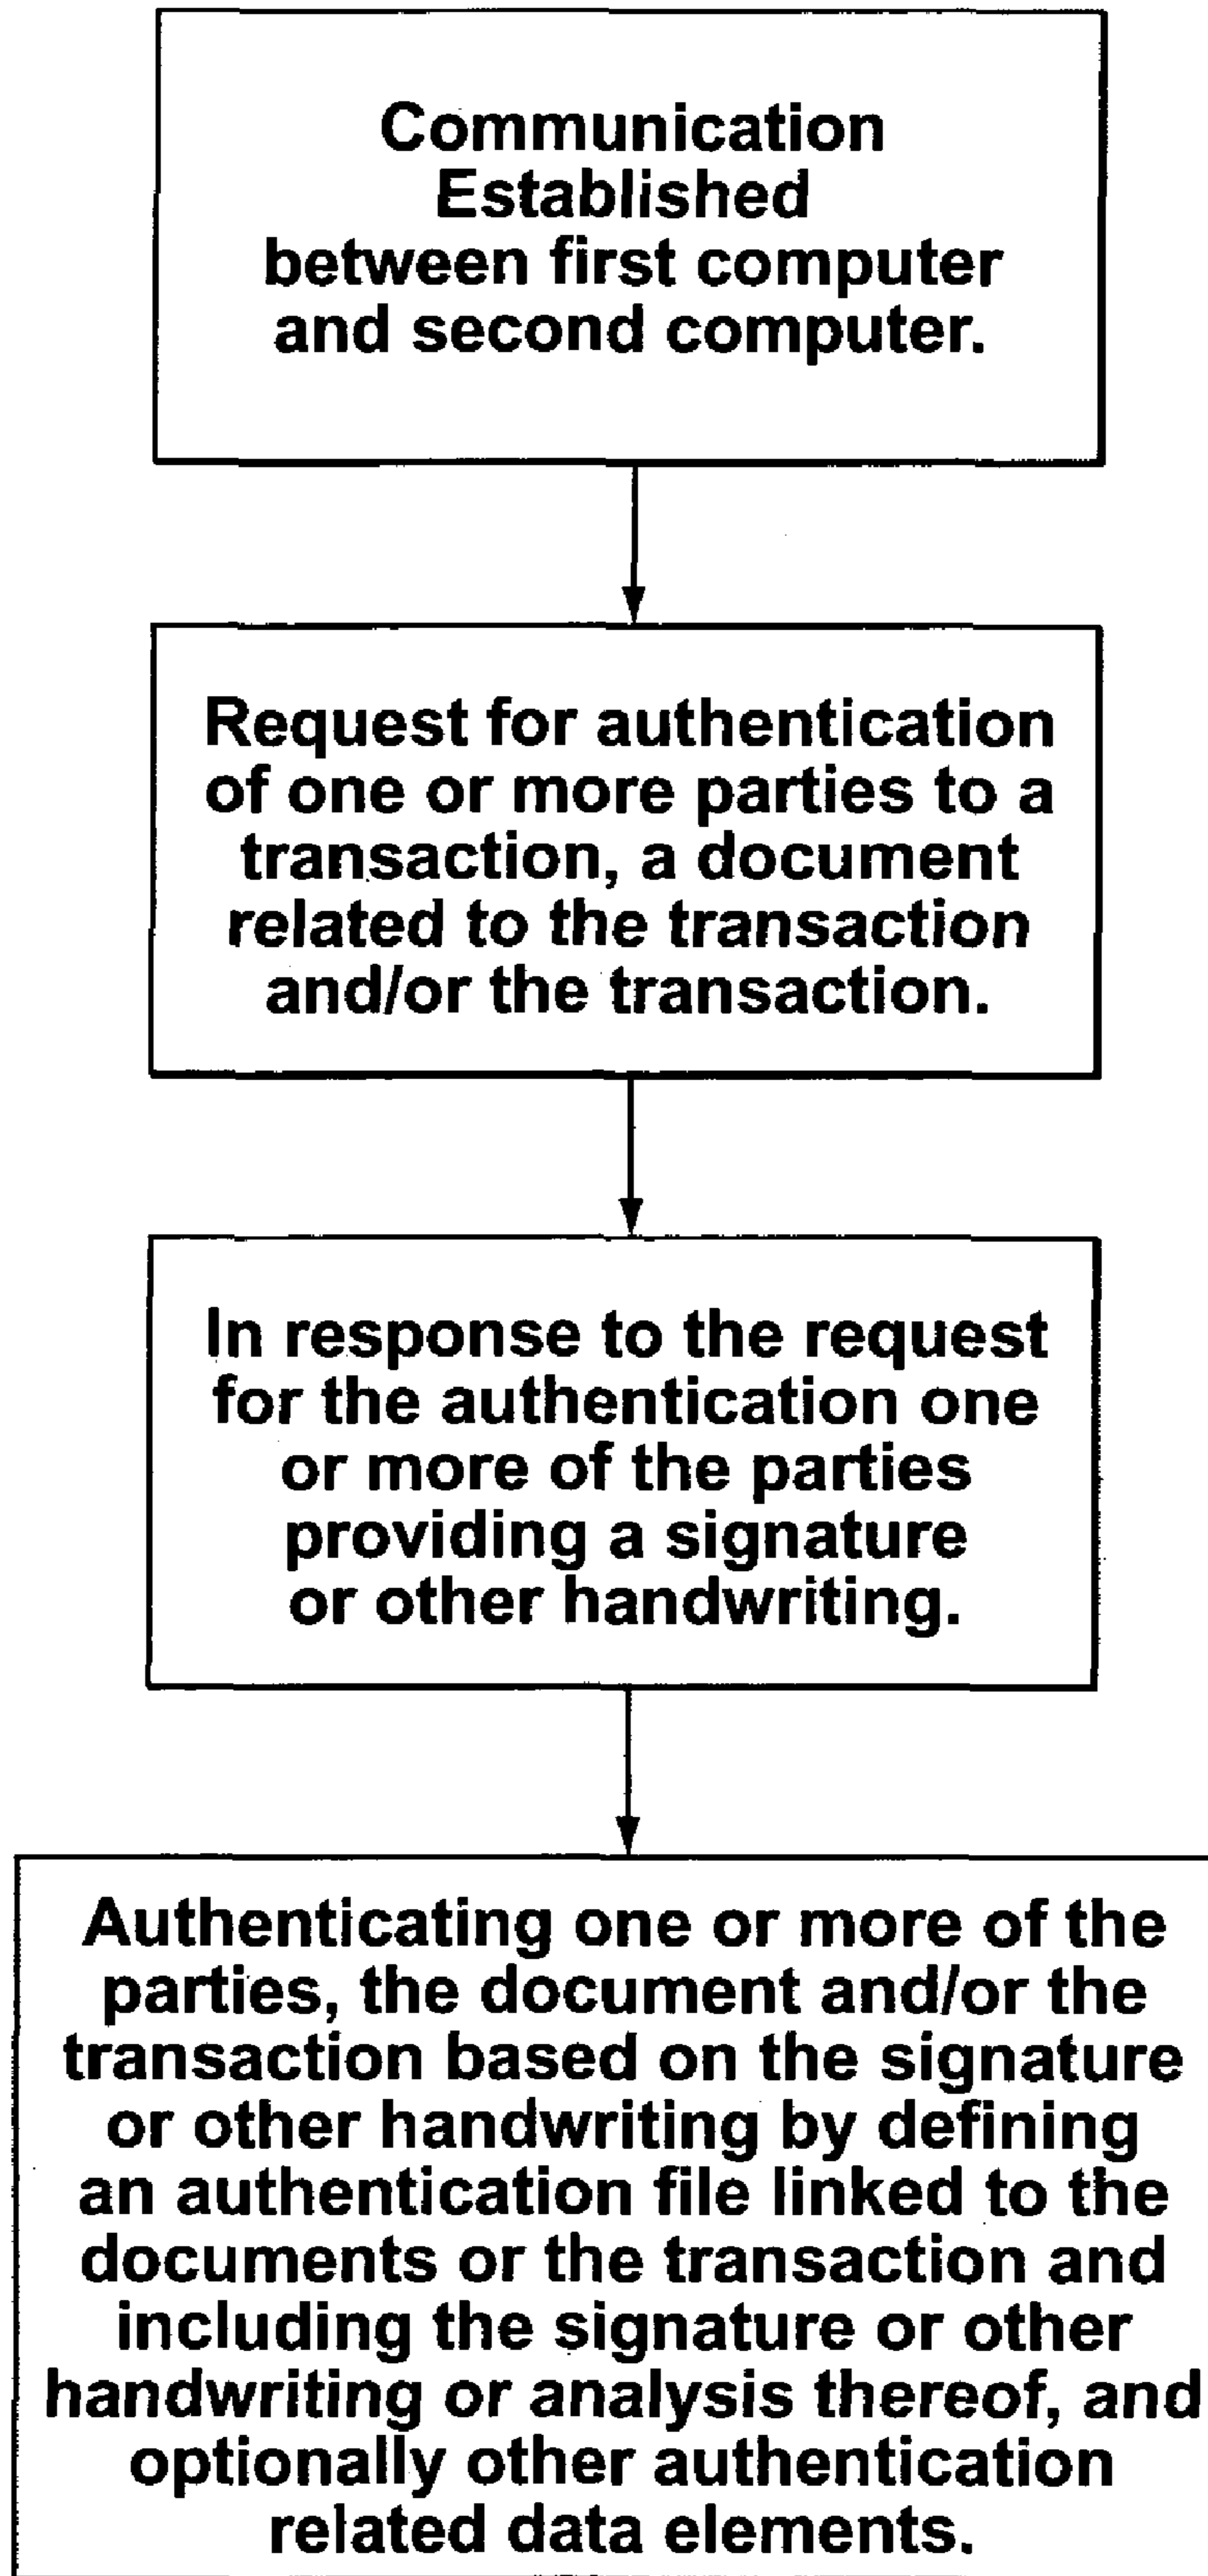 Communication
Established
between first computer
and second computer.
Request for authentication
of one or more parties to a
transaction, a document
related to the transaction
and/or the transaction.
In response to the request
for the authentication one
or more of the parties
providing a signature
or other handwriting.
Authenticating one or more of the
parties, the document and/or the
transaction based on the signature
or other handwriting by defining
an authentication file linked to the
documents or the transaction and
including the signature or other
handwriting or analysis thereof, and
optionally other authentication
related data elements.